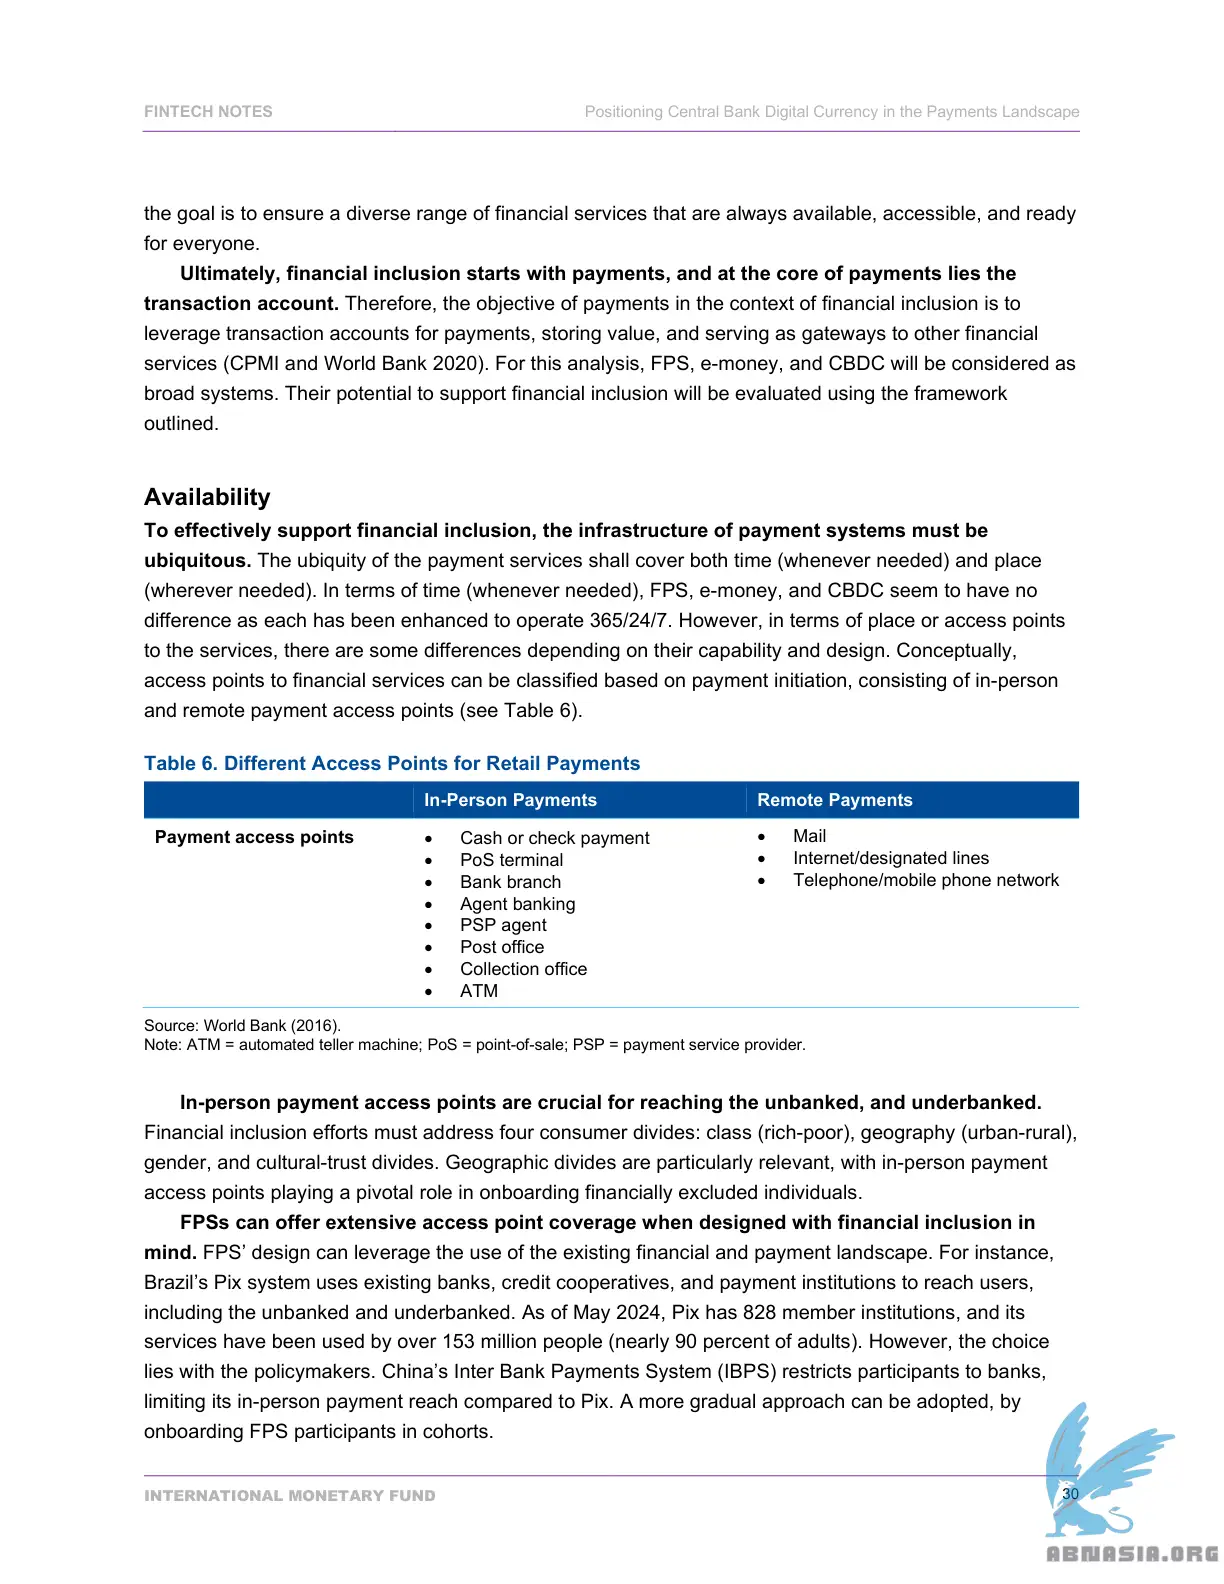 FINTECH NOTES
Positioning Central Bank Digital Currency in the Payments Landscape
the goal is to ensure a diverse range of financial services that are always available, accessible, and ready
for everyone.
Ultimately, financial inclusion starts with payments, and at the core of payments lies the
transaction account. Therefore, the objective of payments in the context of financial inclusion is to
leverage transaction accounts for payments, storing value, and serving as gateways to other financial
services (CPMI and World Bank 2020). For this analysis, FPS, e-money, and CBDC will be considered as
broad systems. Their potential to support financial inclusion will be evaluated using the framework
outlined.
Availability
To effectively support financial inclusion, the infrastructure of payment systems must be
ubiquitous. The ubiquity of the payment services shall cover both time (whenever needed) and place
(wherever needed). In terms of time (whenever needed), FPS, e-money, and CBDC seem to have no
difference as each has been enhanced to operate 365/24/7. However, in terms of place or access points
to the services, there are some differences depending on their capability and design. Conceptually,
access points to financial services can be classified based on payment initiation, consisting of in-person
and remote payment access points (see Table 6).
Table 6. Different Access Points for Retail Payments
In-Person Payments
Remote Payments
Payment access points
• Cash or check payment
• PoS terminal
• Bank branch
• Agent banking
• PSP agent
• Post office
• Collection office
• ATM
• Mail
• Internet/designated lines
• Telephone/mobile phone network
Source: World Bank (2016).
Note: ATM = automated teller machine; PoS = point-of-sale; PSP = payment service provider.
In-person payment access points are crucial for reaching the unbanked, and underbanked.
Financial inclusion efforts must address four consumer divides: class (rich-poor), geography (urban-rural),
gender, and cultural-trust divides. Geographic divides are particularly relevant, with in-person payment
access points playing a pivotal role in onboarding financially excluded individuals.
FPSs can offer extensive access point coverage when designed with financial inclusion in
mind. FPS’ design can leverage the use of the existing financial and payment landscape. For instance,
Brazil’s Pix system uses existing banks, credit cooperatives, and payment institutions to reach users,
including the unbanked and underbanked. As of May 2024, Pix has 828 member institutions, and its
services have been used by over 153 million people (nearly 90 percent of adults). However, the choice
lies with the policymakers. China’s Inter Bank Payments System (IBPS) restricts participants to banks,
limiting its in-person payment reach compared to Pix. A more gradual approach can be adopted, by
onboarding FPS participants in cohorts.
INTERNATIONAL MONETARY FUND
30
ABNASIA.ORG